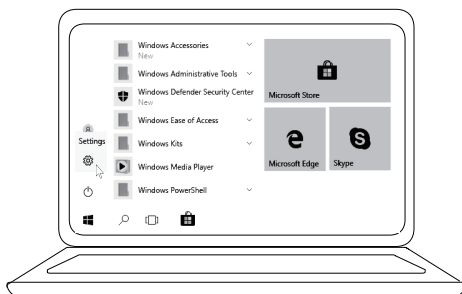 Windows Accessories
New
Windows Administrative Tools
Windows Defender Security Center
New
Windows Ease of Access
Windows Kits
Windows Media Player
Windows PowerShell
Settings
Microsoft Store
Microsoft Edge
Skype